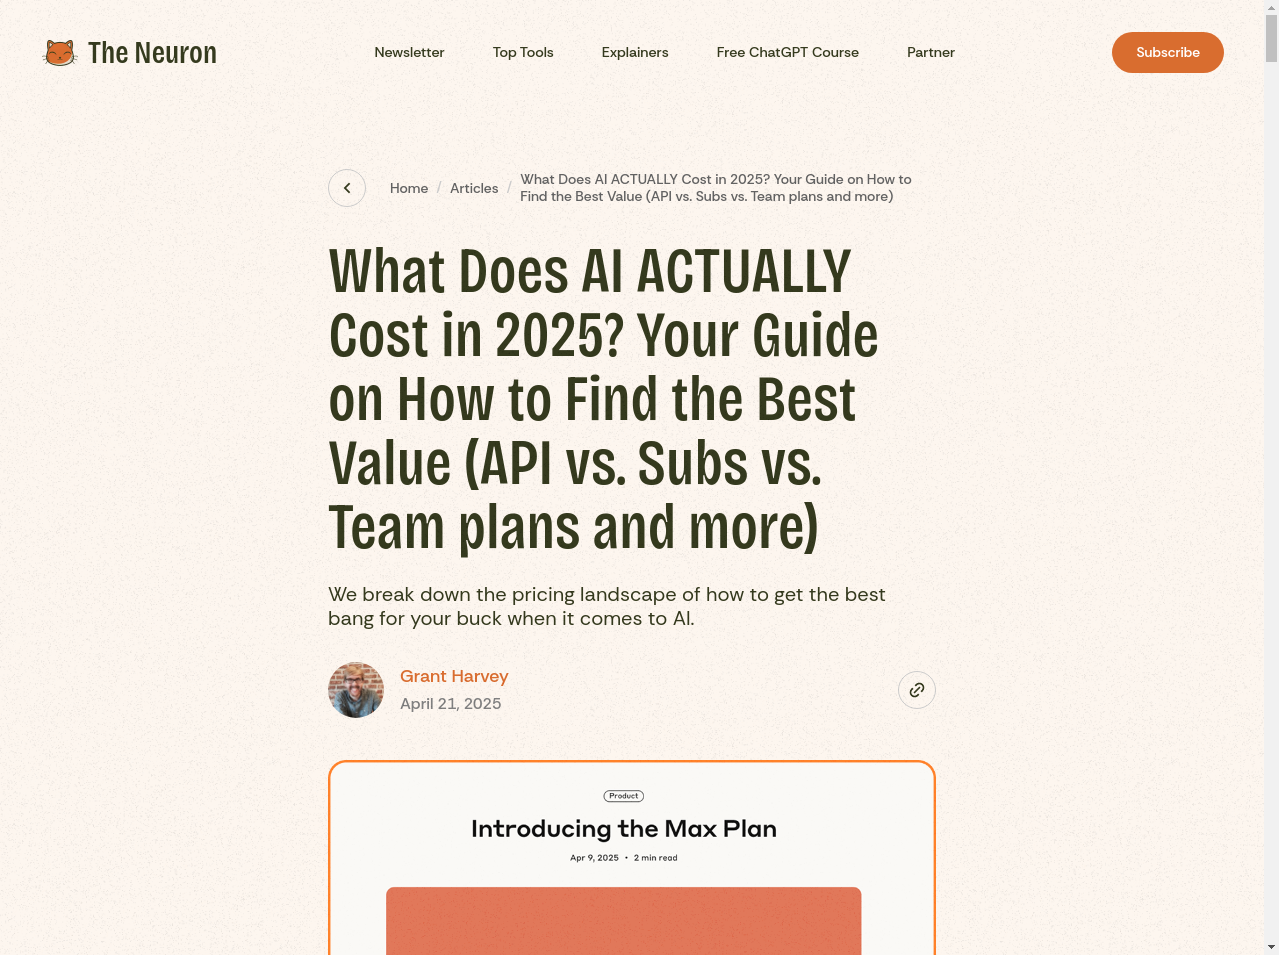 The Neuron
Newsletter
Top Tools
Explainers
Free ChatGPT Course
Partner
Subscribe
Home / Articles / What Does AI ACTUALLY Cost in 2025? Your Guide on How to
Find the Best Value (API vs. Subs vs. Team plans and more)
What Does AI ACTUALLY
Cost in 2025? Your Guide
on How to Find the Best
Value (API vs. Subs vs.
Team plans and more)
We break down the pricing landscape of how to get the best
bang for your buck when it comes to AI.
Grant Harvey
April 21, 2025
Product
Introducing the Max Plan
Apr 9, 2025 • 2 min read